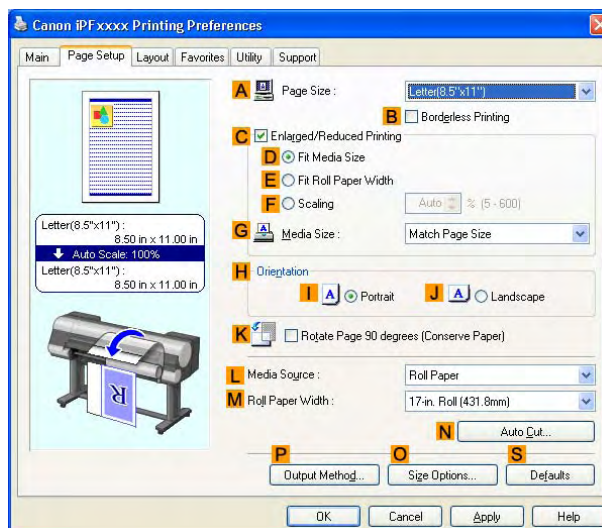 Canon iPFxxxx Printing Preferences
Main Page Setup Layout Favorites Utility Support
A Page Size : Letter(8.5"x11")
B Borderless Printing
C Enlarged/Reduced Printing
D Fit Media Size
E Fit Roll Paper Width
F Scaling Auto % (5 - 600)
G A Media Size : Match Page Size
Letter(8.5"x11") :
8.50 in x 11.00 in
Auto Scale: 100%
Letter(8.5"x11") :
8.50 in x 11.00 in
H Orientation
I A Portrait J A Landscape
K Rotate Page 90 degrees (Conserve Paper)
R
L Media Source : Roll Paper
M Roll Paper Width : 17-in. Roll (431.8mm)
N Auto Cut...
P O S
Output Method... Size Options... Defaults
OK Cancel Apply Help